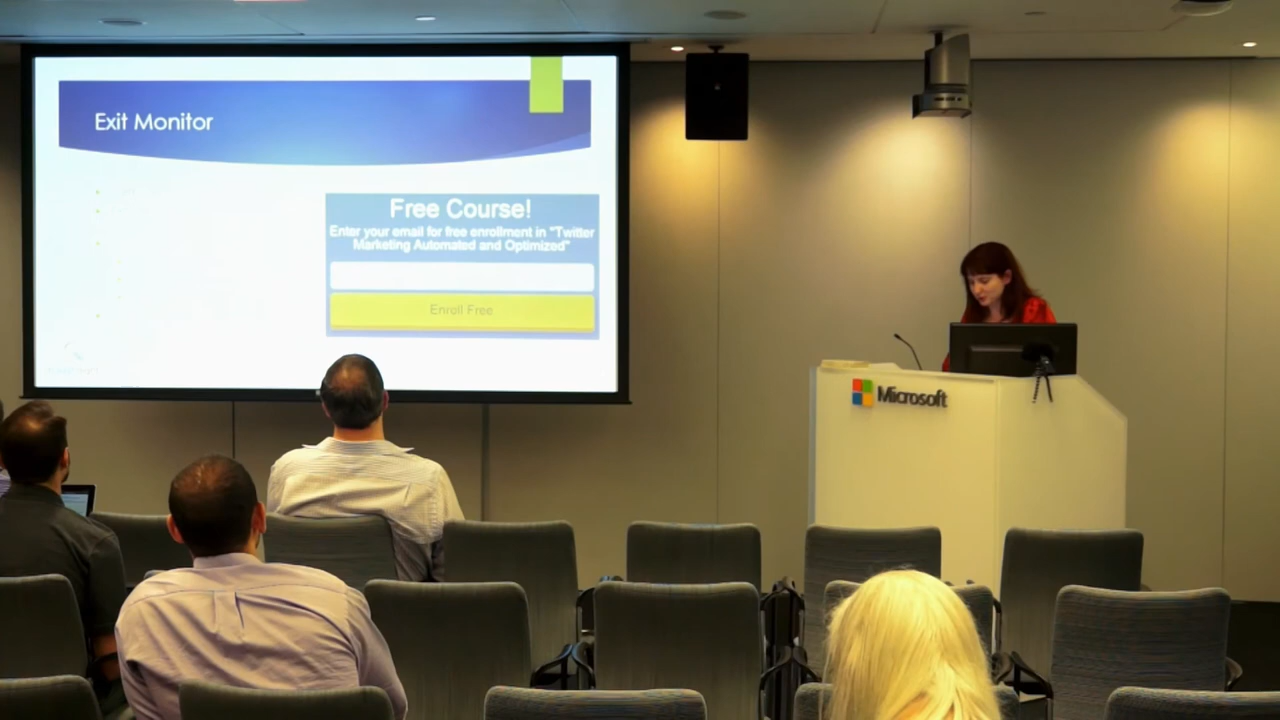 Exit Monitor
Free Course!
Enter your email for free enrollment in "Twitter
Marketing Automated and Optimized"
Enroll Free
Microsoft